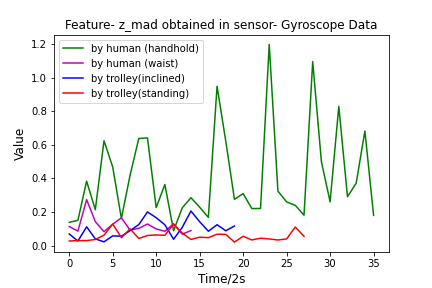 Feature- z_mad obtained in sensor- Gyroscope Data
by human (handhold)
by human (waist)
by trolley(inclined)
by trolley(standing)
Value
1.2
1.0
0.8
0.6
0.4
0.2
0.0
0 5 10 15 20 25 30 35
Time/2s